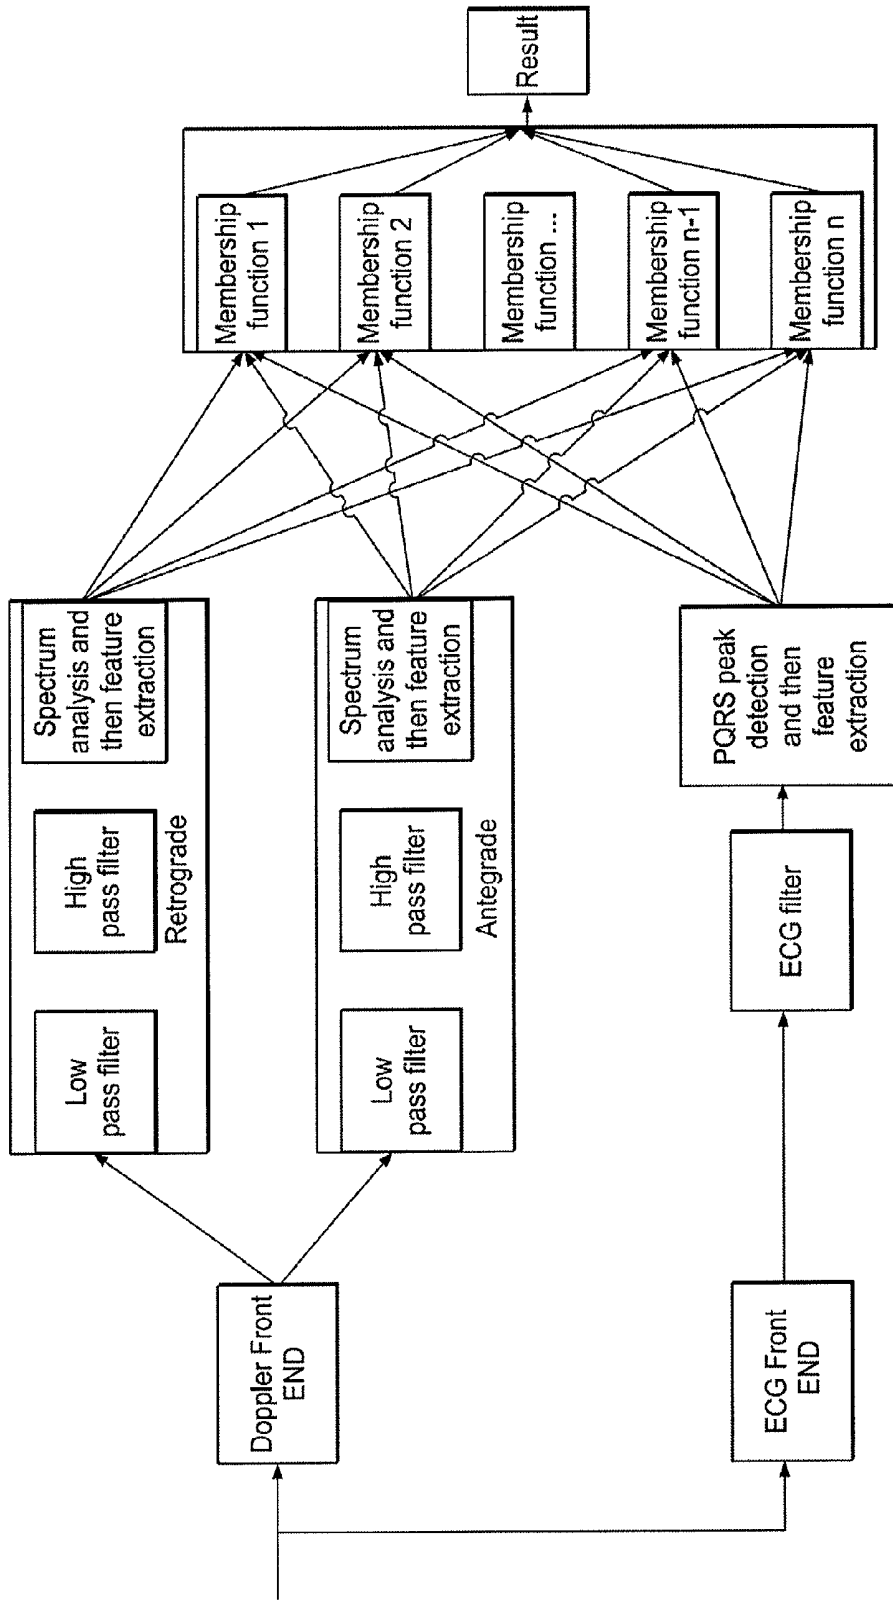 Doppler Front
END
ECG Front
END
Low
pass filter
High
pass filter
Spectrum
analysis and
then feature
extraction
Retrograde
Low
pass filter
High
pass filter
Spectrum
analysis and
then feature
extraction
Antegrade
ECG filter
PQRS peak
detection
and then
feature
extraction
Membership
function 1
Membership
function 2
Membership
function ...
Membership
function n-1
Membership
function n
Result